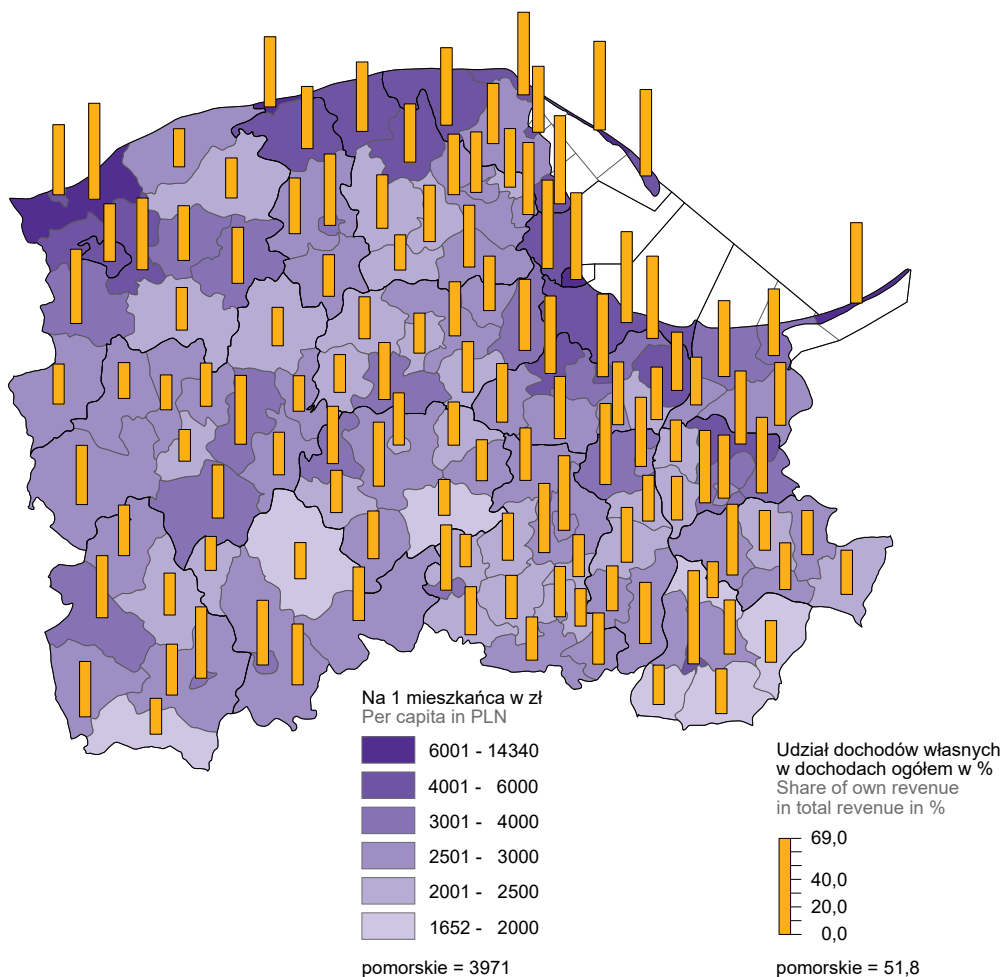 Na 1 mieszkańca w zł
Per capita in PLN
6001 - 14340
4001 - 6000
3001 - 4000
2501 - 3000
2001 - 2500
1652 - 2000
pomorskie = 3971
Udział dochodów własnych
w dochodach ogółem w %
Share of own revenue
in total revenue in %
69,0
40,0
20,0
0,0
pomorskie = 51,8